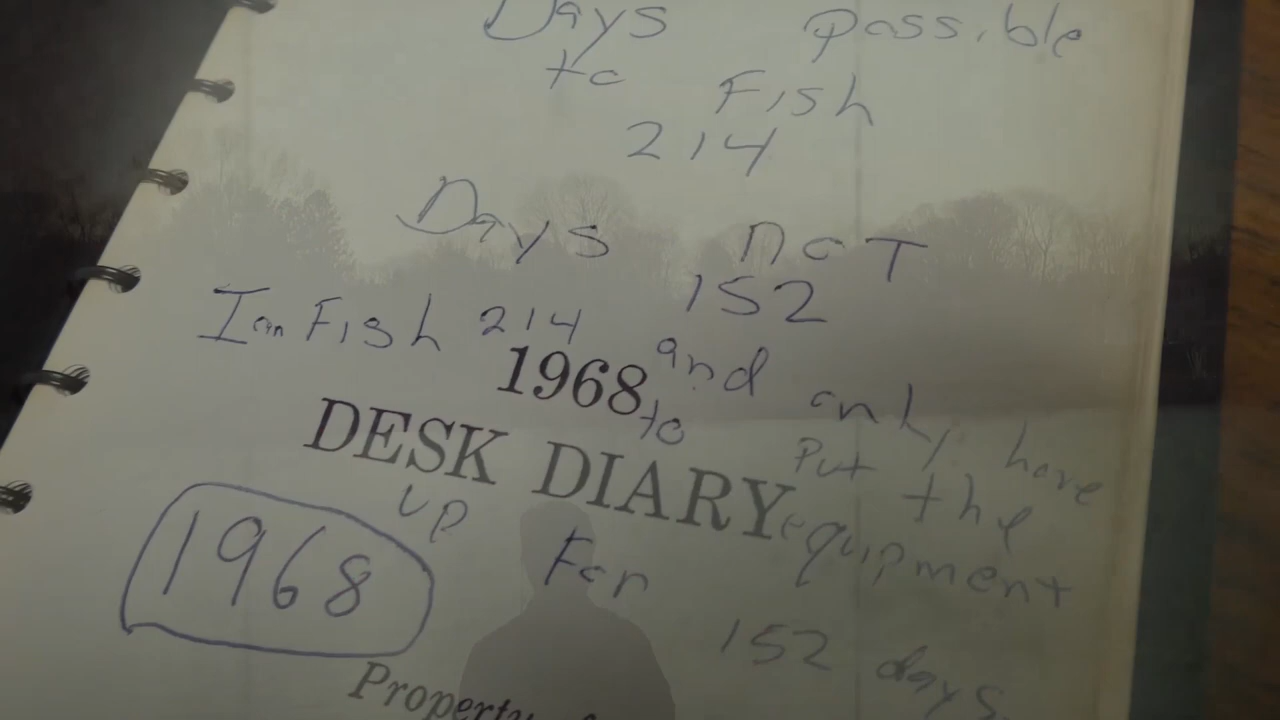 Days possible
to Fish
214
Days not
152
I can Fish 214 and only have
1968
to put the
DESK DIARY
equipment
up For
1968
152 days
Property